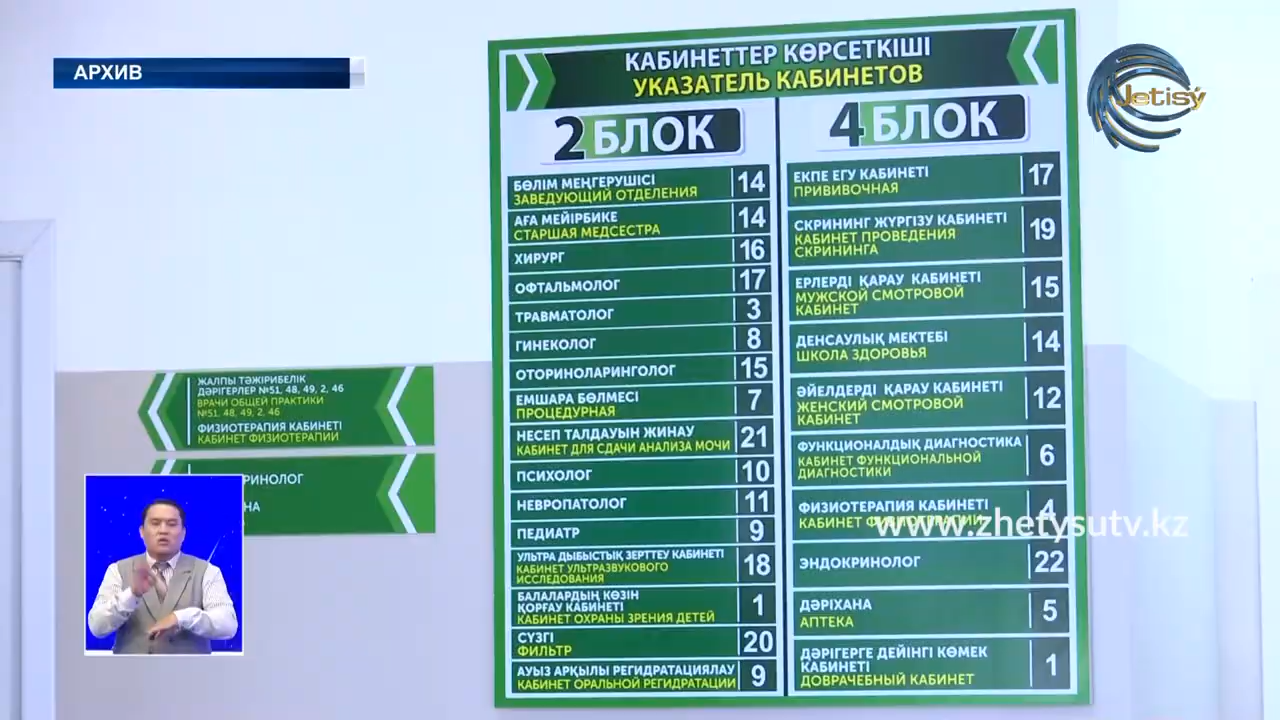 АРХИВ
Jetisý
КАБИНЕТТЕР КӨРСЕТКІШІ
УКАЗАТЕЛЬ КАБИНЕТОВ
2 БЛОК
БӨЛІМ МЕҢГЕРУШІСІ
ЗАВЕДУЮЩИЙ ОТДЕЛЕНИЯ
14
АҒА МЕЙІРБИКЕ
СТАРШАЯ МЕДСЕСТРА
14
ХИРУРГ 16
ОФТАЛЬМОЛОГ 17
ТРАВМАТОЛОГ 3
ГИНЕКОЛОГ 8
ОТОРИНОЛАРИНГОЛОГ 15
ЕМШАРА БӨЛМЕСІ
ПРОЦЕДУРНАЯ
7
НЕСЕП ТАЛДАУЫН ЖИНАУ
КАБИНЕТ ДЛЯ СДАЧИ АНАЛИЗА МОЧИ
21
ПСИХОЛОГ 10
НЕВРОПАТОЛОГ 11
ПЕДИАТР 9
УЛЬТРА ДЫБЫСТЫҚ ЗЕРТТЕУ КАБИНЕТІ
КАБИНЕТ УЛЬТРАЗВУКОВОГО
ИССЛЕДОВАНИЯ
18
БАЛАЛАРДЫҢ КӨЗІН
ҚОРҒАУ КАБИНЕТІ
КАБИНЕТ ОХРАНЫ ЗРЕНИЯ ДЕТЕЙ
1
СҮЗГІ
ФИЛЬТР
20
АУЫЗ АРҚЫЛЫ РЕГИДРАТАЦИЯЛАУ
КАБИНЕТ ОРАЛЬНОЙ РЕГИДРАТАЦИИ
9
4 БЛОК
ЕКПЕ ЕГУ КАБИНЕТІ
ПРИВИВОЧНАЯ
17
СКРИНИНГ ЖҮРГІЗУ КАБИНЕТІ
КАБИНЕТ ПРОВЕДЕНИЯ
СКРИНИНГА
19
ЕРЛЕРДІ ҚАРАУ КАБИНЕТІ
МУЖСКОЙ СМОТРОВОЙ
КАБИНЕТ
15
ДЕНСАУЛЫҚ МЕКТЕБІ
ШКОЛА ЗДОРОВЬЯ
14
ӘЙЕЛДЕРДІ ҚАРАУ КАБИНЕТІ
ЖЕНСКИЙ СМОТРОВОЙ
КАБИНЕТ
12
ФУНКЦИОНАЛДЫҚ ДИАГНОСТИКА
КАБИНЕТ ФУНКЦИОНАЛЬНОЙ
ДИАГНОСТИКИ
6
ФИЗИОТЕРАПИЯ КАБИНЕТІ
КАБИНЕТ ФИЗИОТЕРАПИИ
4
www.zhetysutv.kz
ЭНДОКРИНОЛОГ 22
ДӘРІХАНА
АПТЕКА
5
ДӘРІГЕРГЕ ДЕЙІНГІ КӨМЕК
КАБИНЕТІ
ДОВРАЧЕБНЫЙ КАБИНЕТ
1
ЖАЛПЫ ТӘЖІРИБЕЛІК
ДӘРІГЕРЛЕР №51, 48, 49, 2, 46
ВРАЧИ ОБЩЕЙ ПРАКТИКИ
№51, 48, 49, 2, 46
ФИЗИОТЕРАПИЯ КАБИНЕТІ
КАБИНЕТ ФИЗИОТЕРАПИИ